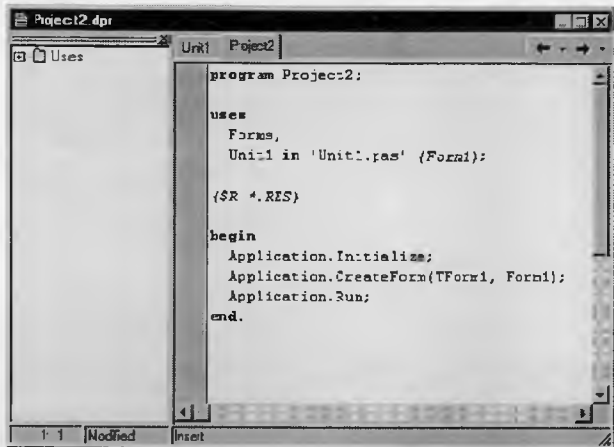 Project2.dpr
Uses
Unit1 Project2
program Project2;
uses
Forms,
Unit1 in 'Unit1.pas' {Form1};
{$R *.RES}
begin
Application.Initialize;
Application.CreateForm(TForm1, Form1);
Application.Run;
end.
1: 1 Modified Insert